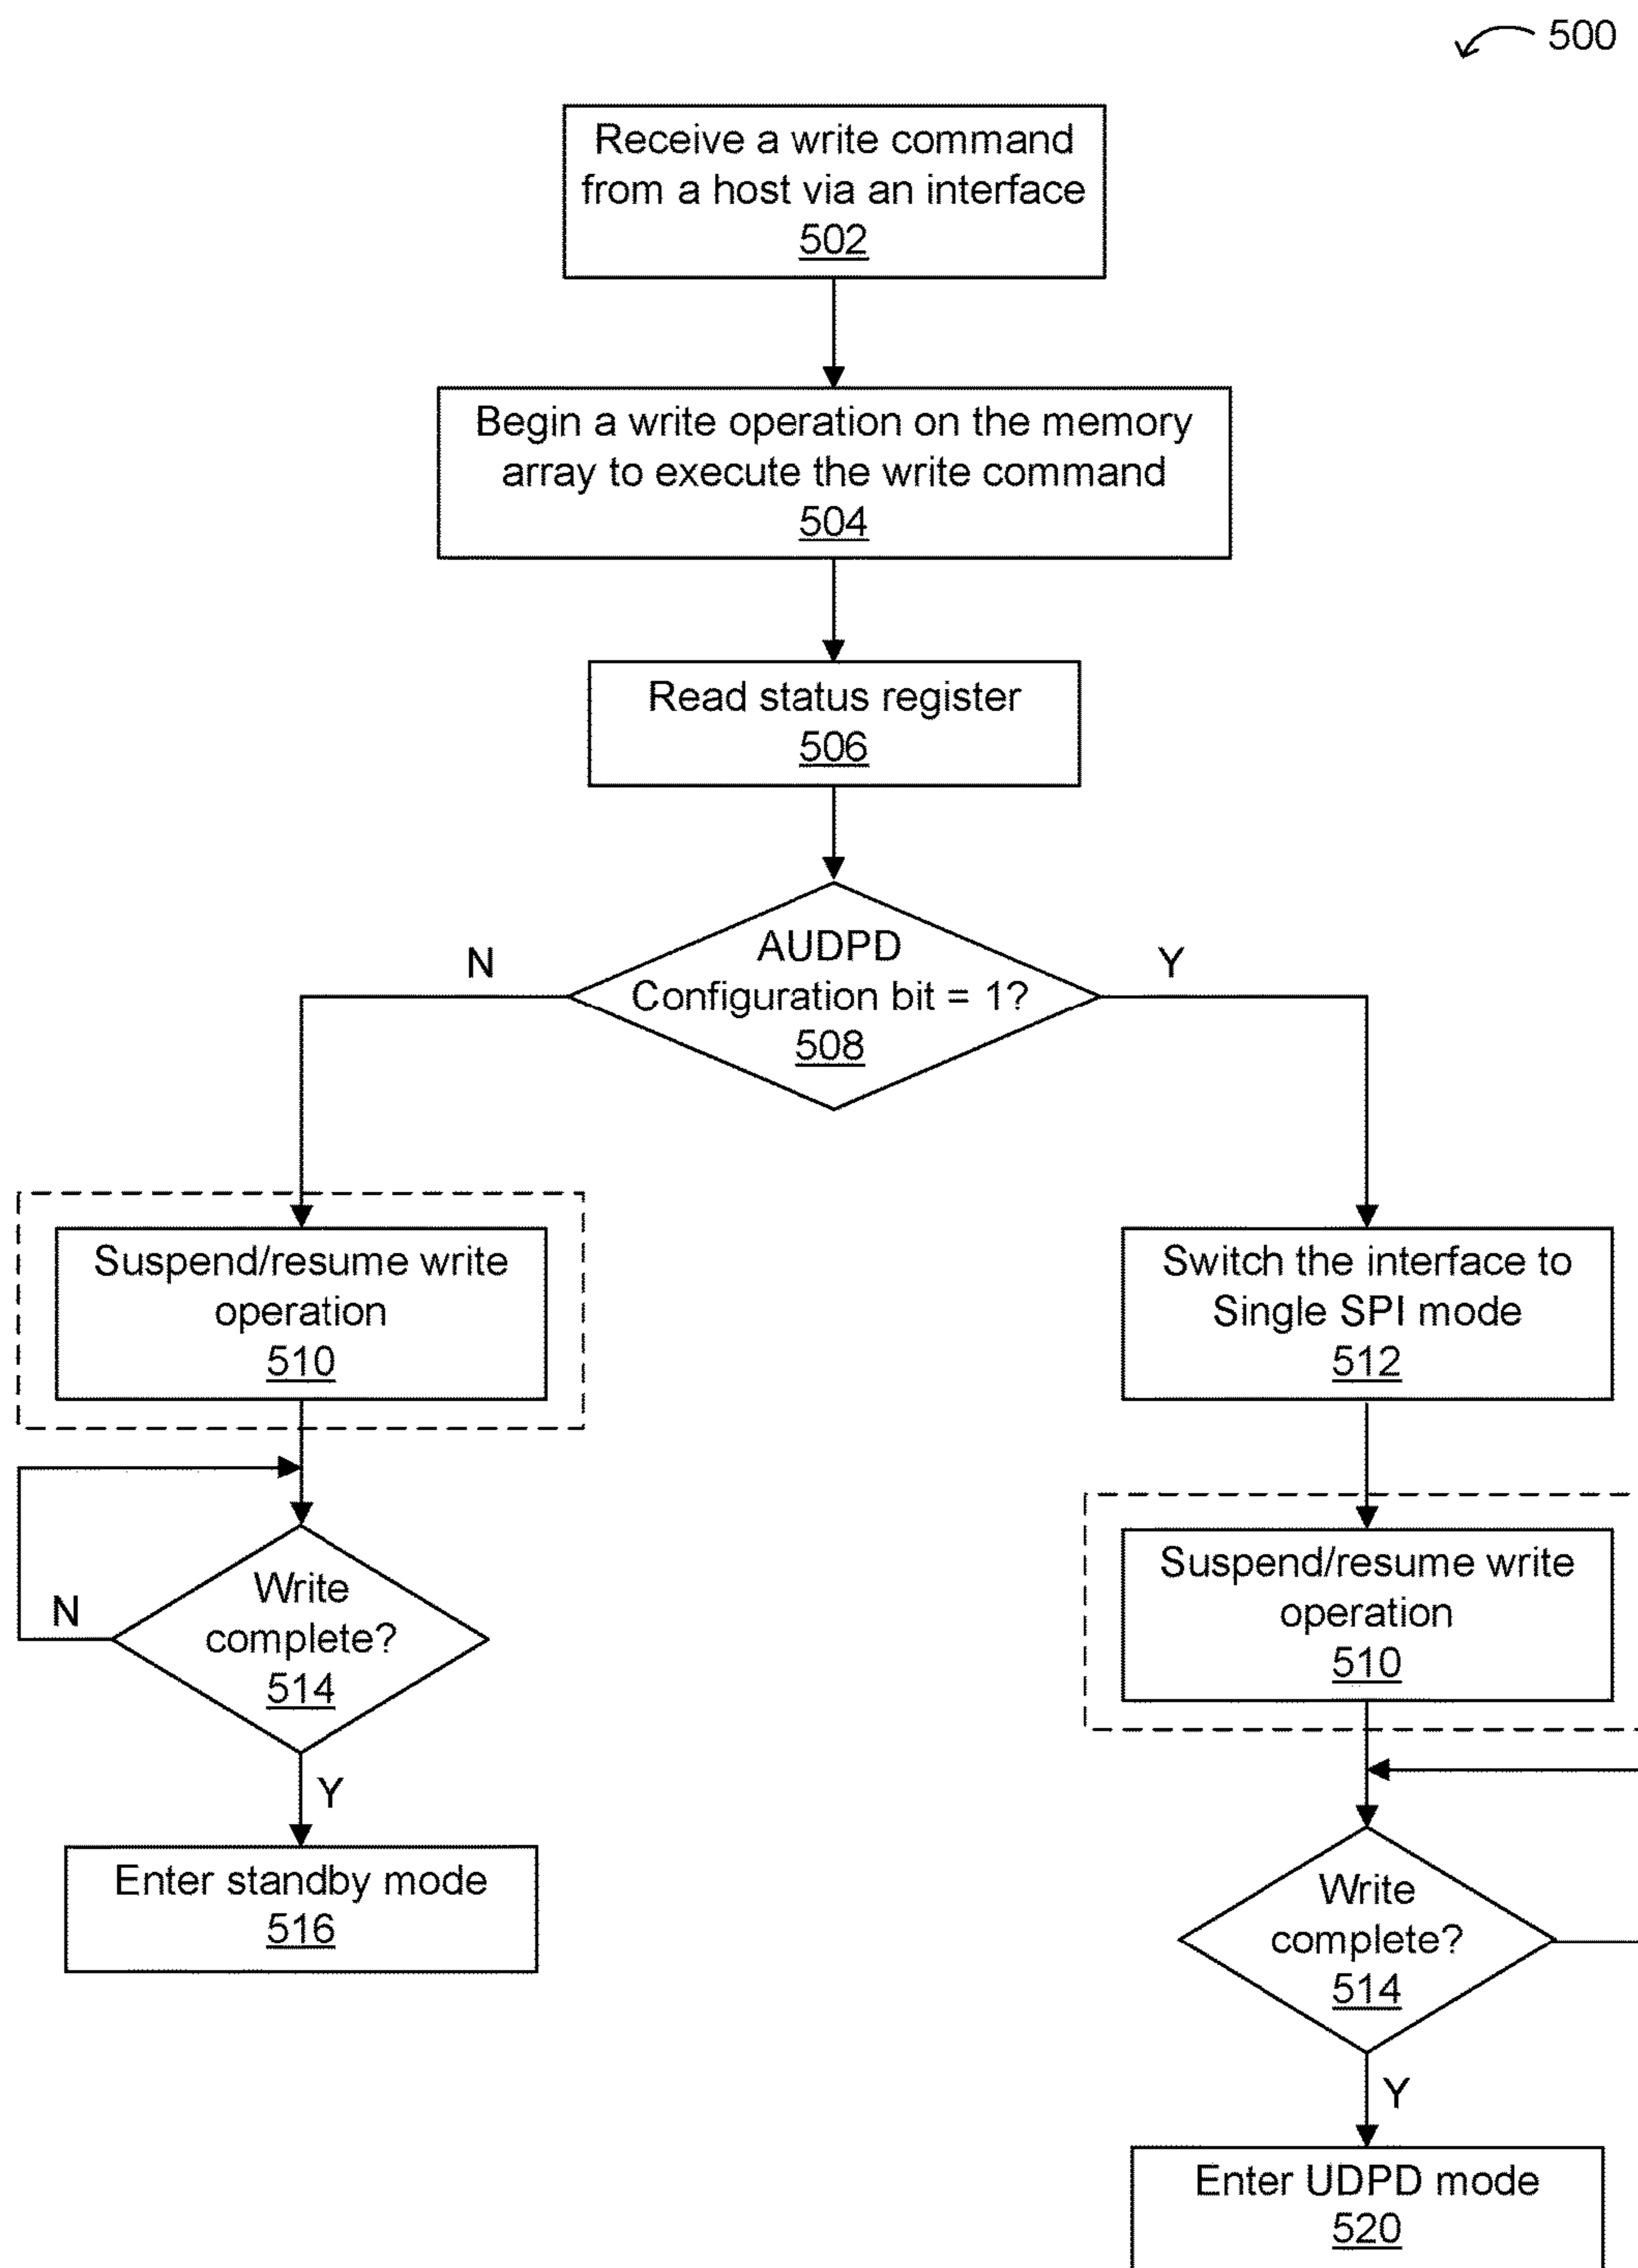 500
Receive a write command
from a host via an interface
502
Begin a write operation on the memory
array to execute the write command
504
Read status register
506
AUDPD
Configuration bit = 1?
508
N
Y
Suspend/resume write
operation
510
Switch the interface to
Single SPI mode
512
Suspend/resume write
operation
510
Write
complete?
514
N
Y
Enter standby mode
516
Write
complete?
514
Y
Enter UDPD mode
520